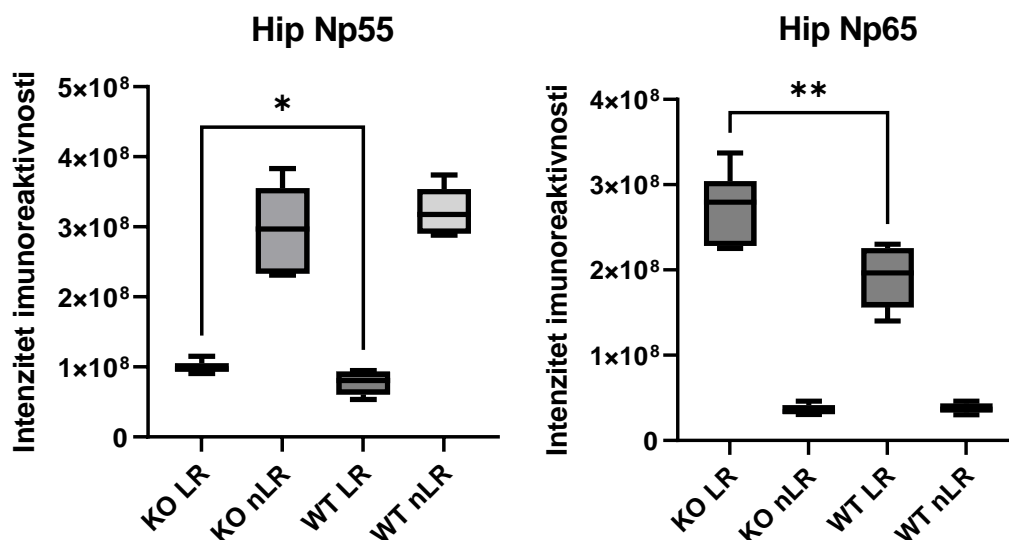 Hip Np55
Intenzitet imunoreaktivnosti
5×10⁸
4×10⁸
3×10⁸
2×10⁸
1×10⁸
0
*
KO LR
KO nLR
WT LR
WT nLR
Hip Np65
Intenzitet imunoreaktivnosti
4×10⁸
3×10⁸
2×10⁸
1×10⁸
0
**
KO LR
KO nLR
WT LR
WT nLR